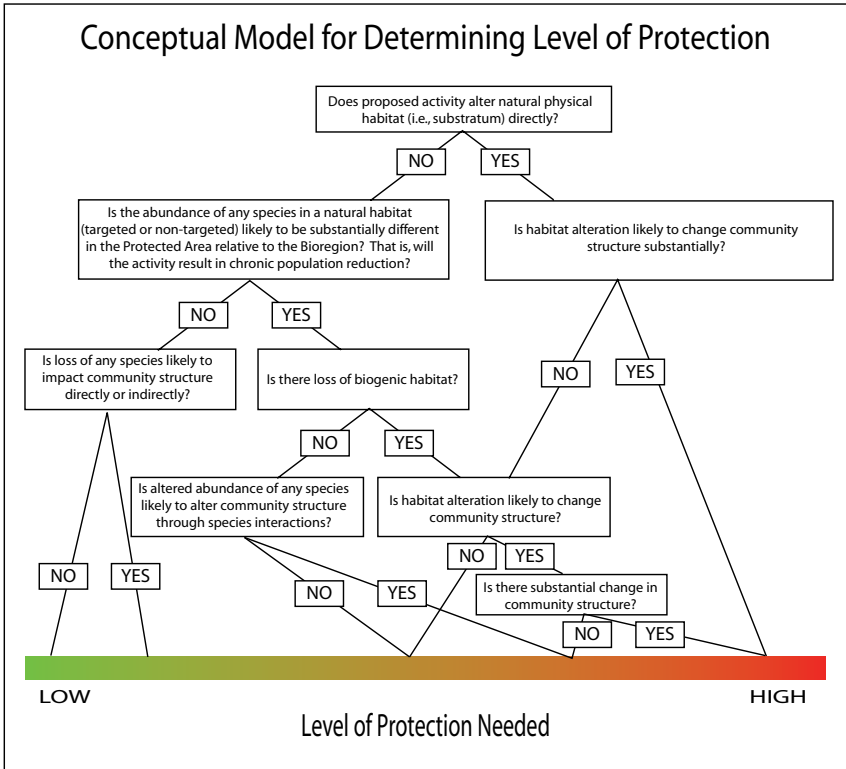 Conceptual Model for Determining Level of Protection
Does proposed activity alter natural physical
habitat (i.e., substratum) directly?
NO
YES
Is the abundance of any species in a natural habitat
(targeted or non-targeted) likely to be substantially different
in the Protected Area relative to the Bioregion? That is, will
the activity result in chronic population reduction?
Is habitat alteration likely to change community
structure substantially?
NO
YES
Is loss of any species likely to
impact community structure
directly or indirectly?
Is there loss of biogenic habitat?
NO
YES
NO
YES
Is altered abundance of any species
likely to alter community structure
through species interactions?
Is habitat alteration likely to change
community structure?
NO
YES
NO
YES
NO
YES
Is there substantial change in
community structure?
NO
YES
LOW
HIGH
Level of Protection Needed